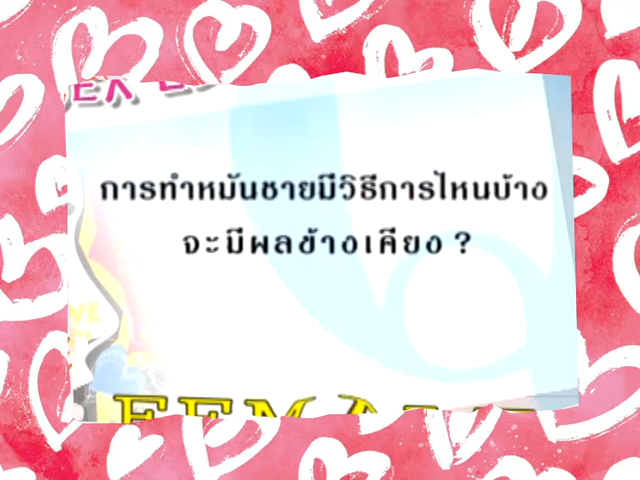 การทำหมันชายมีวิธีการไหนบ้าง
จะมีผลข้างเคียง ?